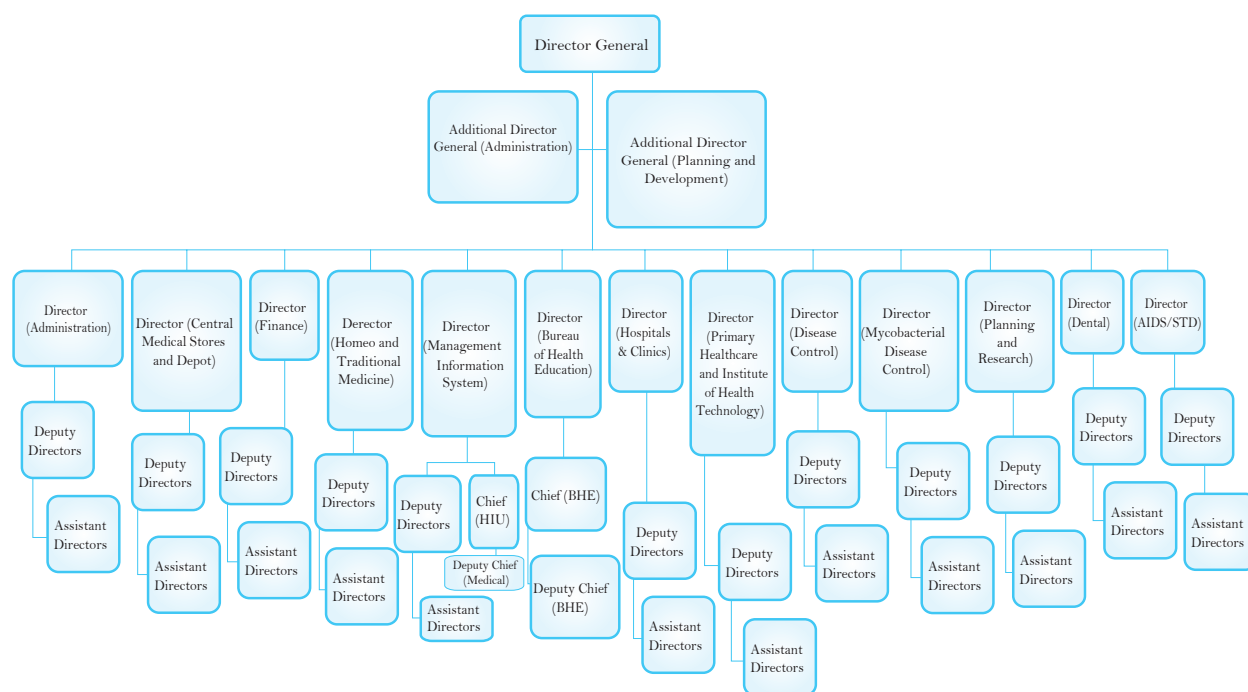 Director General
Additional Director
General (Administration)
Additional Director
General (Planning and
Development)
Director
(Administration)
Director (Central
Medical Stores
and Depot)
Director
(Finance)
Derector
(Homeo and
Traditional
Medicine)
Director
(Management
Information
System)
Director
(Bureau
of Health
Education)
Director
(Hospitals
& Clinics)
Director
(Primary
Healthcare
and Institute
of Health
Technology)
Director
(Disease
Control)
Director
(Mycobacterial
Disease
Control)
Director
(Planning
and
Research)
Director
(Dental)
Director
(AIDS/STD)
Deputy
Directors
Assistant
Directors
Deputy
Directors
Assistant
Directors
Deputy
Directors
Assistant
Directors
Deputy
Directors
Assistant
Directors
Deputy
Directors
Assistant
Directors
Chief
(HIU)
Deputy Chief
(Medical)
Chief (BHE)
Deputy Chief
(BHE)
Deputy
Directors
Assistant
Directors
Deputy
Directors
Assistant
Directors
Deputy
Directors
Assistant
Directors
Deputy
Directors
Assistant
Directors
Deputy
Directors
Assistant
Directors
Deputy
Directors
Assistant
Directors
Deputy
Directors
Assistant
Directors